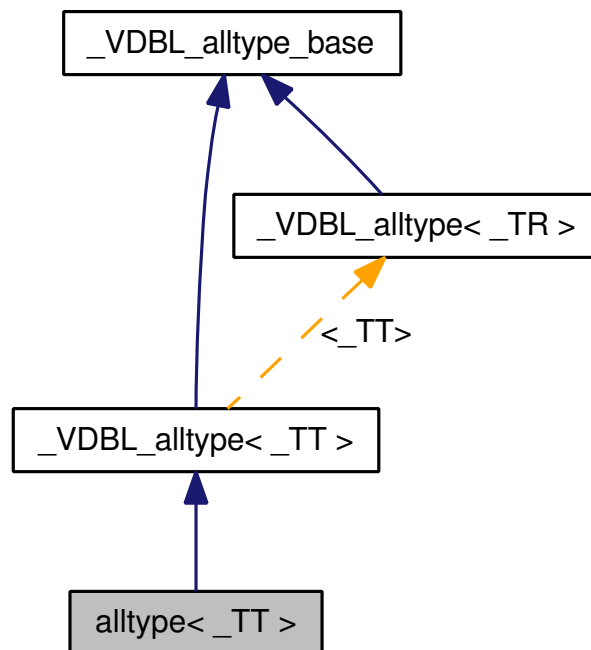 _VDBL_alltype_base
_VDBL_alltype< _TR >
<_TT>
_VDBL_alltype< _TT >
alltype< _TT >